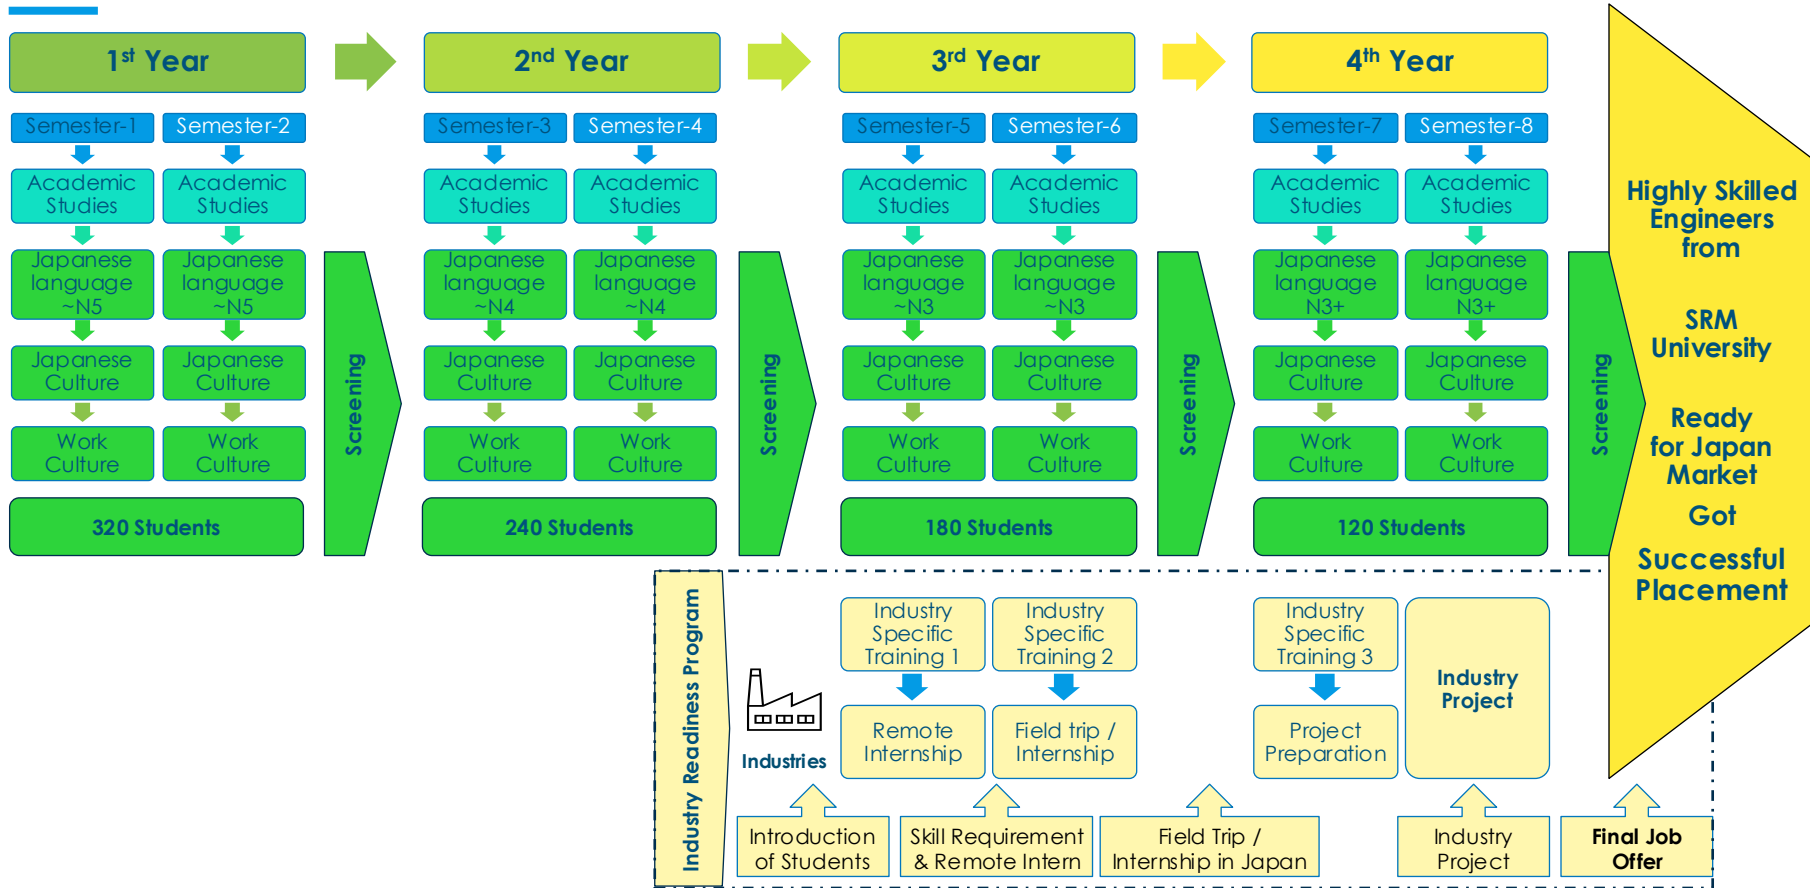 1st Year
2nd Year
3rd Year
4th Year
Semester-1
Semester-2
Semester-3
Semester-4
Semester-5
Semester-6
Semester-7
Semester-8
Academic
Studies
Academic
Studies
Academic
Studies
Academic
Studies
Academic
Studies
Academic
Studies
Academic
Studies
Academic
Studies
Japanese
language
~N5
Japanese
language
~N5
Japanese
language
~N4
Japanese
language
~N4
Japanese
language
~N3
Japanese
language
~N3
Japanese
language
N3+
Japanese
language
N3+
Japanese
Culture
Japanese
Culture
Japanese
Culture
Japanese
Culture
Japanese
Culture
Japanese
Culture
Japanese
Culture
Japanese
Culture
Work
Culture
Work
Culture
Work
Culture
Work
Culture
Work
Culture
Work
Culture
Work
Culture
Work
Culture
320 Students
240 Students
180 Students
120 Students
Screening
Screening
Screening
Screening
Highly Skilled
Engineers
from
SRM
University
Ready
for Japan
Market
Got
Successful
Placement
Industry Readiness Program
Industries
Industry
Specific
Training 1
Industry
Specific
Training 2
Industry
Specific
Training 3
Industry
Project
Remote
Internship
Field trip /
Internship
Project
Preparation
Introduction
of Students
Skill Requirement
& Remote Intern
Field Trip /
Internship in Japan
Industry
Project
Final Job
Offer